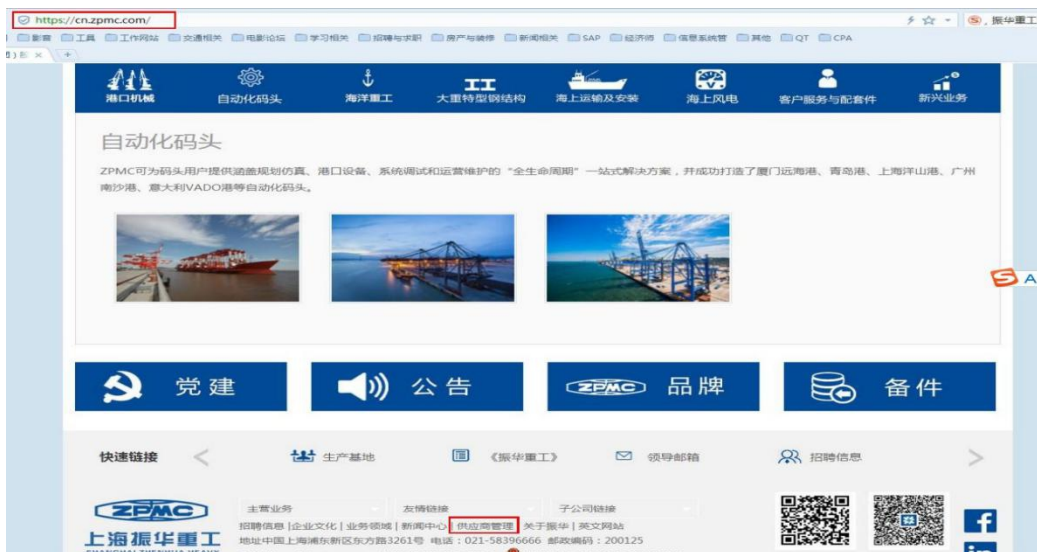 https://cn.zpmc.com/
振华重工
影音 工具 工作网站 交通相关 电影论坛 学习相关 招聘与求职 房产与装修 新闻相关 SAP 经济师 信息系统管 其他 QT CPA
港口机械 自动化码头 海洋重工 大重特型钢结构 海上运输及安装 海上风电 客户服务与配套件 新兴业务
自动化码头
ZPMC可为码头用户提供涵盖规划仿真、港口设备、系统调试和运营维护的“全生命周期”一站式解决方案，并成功打造了厦门远海港、青岛港、上海洋山港、广州
南沙港、意大利VADO港等自动化码头。
党建 公告 ZPMC 品牌 备件
快速链接 < 生产基地 《振华重工》 领导邮箱 招聘信息 >
ZPMC 主营业务 友情链接 子公司链接
招聘信息 | 企业文化 | 业务领域 | 新闻中心 | 供应商管理 | 关于振华 | 英文网站
上海振华重工 地址中国上海浦东新区东方路3261号 电话：021-58396666 邮政编码：200125
f
in